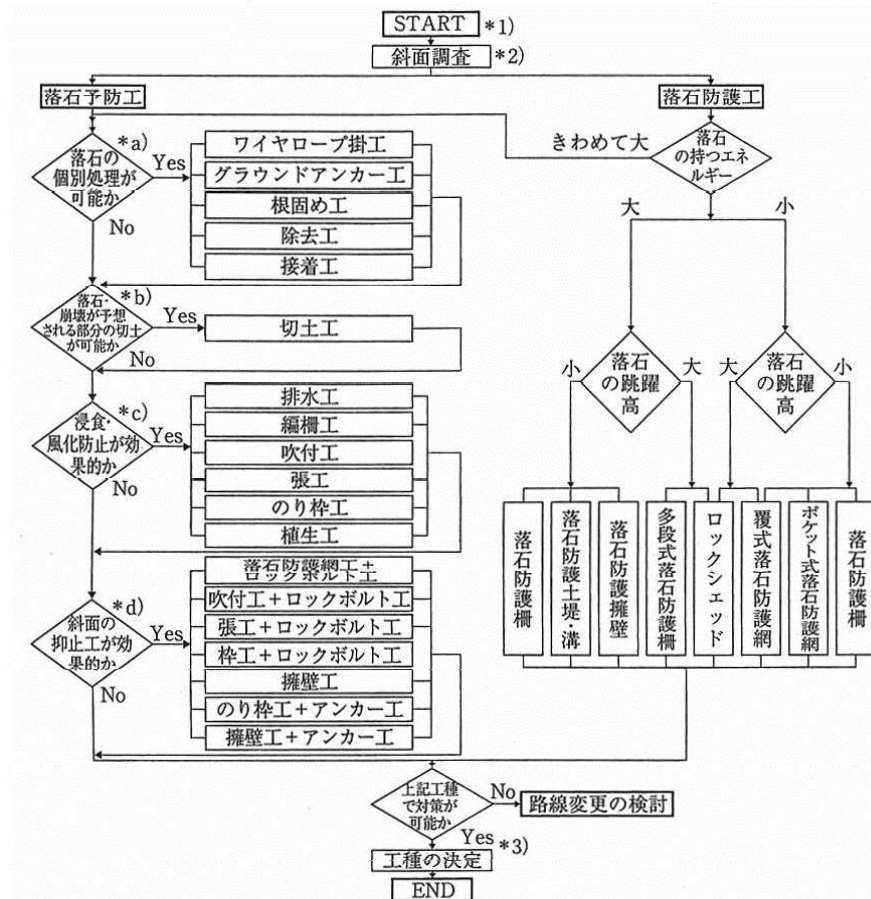 START *1)
斜面調査 *2)
落石予防工
落石防護工
*a)
落石の
個別処理が
可能か
Yes
No
ワイヤロープ掛工
グラウンドアンカー工
根固め工
除去工
接着工
きわめて大
落石
の持つエネ
ルギー
大
小
*b)
落石・
崩壊が予想
される部分の切土
が可能か
Yes
No
切土工
小
落石
の跳躍
高
大
大
落石
の跳躍
高
小
*c)
浸食・
風化防止が効
果的か
Yes
No
排水工
編柵工
吹付工
張工
のり枠工
植生工
落石防護柵
落石防護土堤・溝
落石防護擁壁
多段式落石防護柵
ロックシェッド
覆式落石防護網
ポケット式落石防護網
落石防護柵
*d)
斜面の
抑止工が効
果的か
Yes
No
落石防護網工+
ロックボルト工
吹付工+ロックボルト工
張工+ロックボルト工
枠工+ロックボルト工
擁壁工
のり枠工+アンカー工
擁壁工+アンカー工
上記工種
で対策が
可能か
No
路線変更の検討
Yes
*3)
工種の決定
END